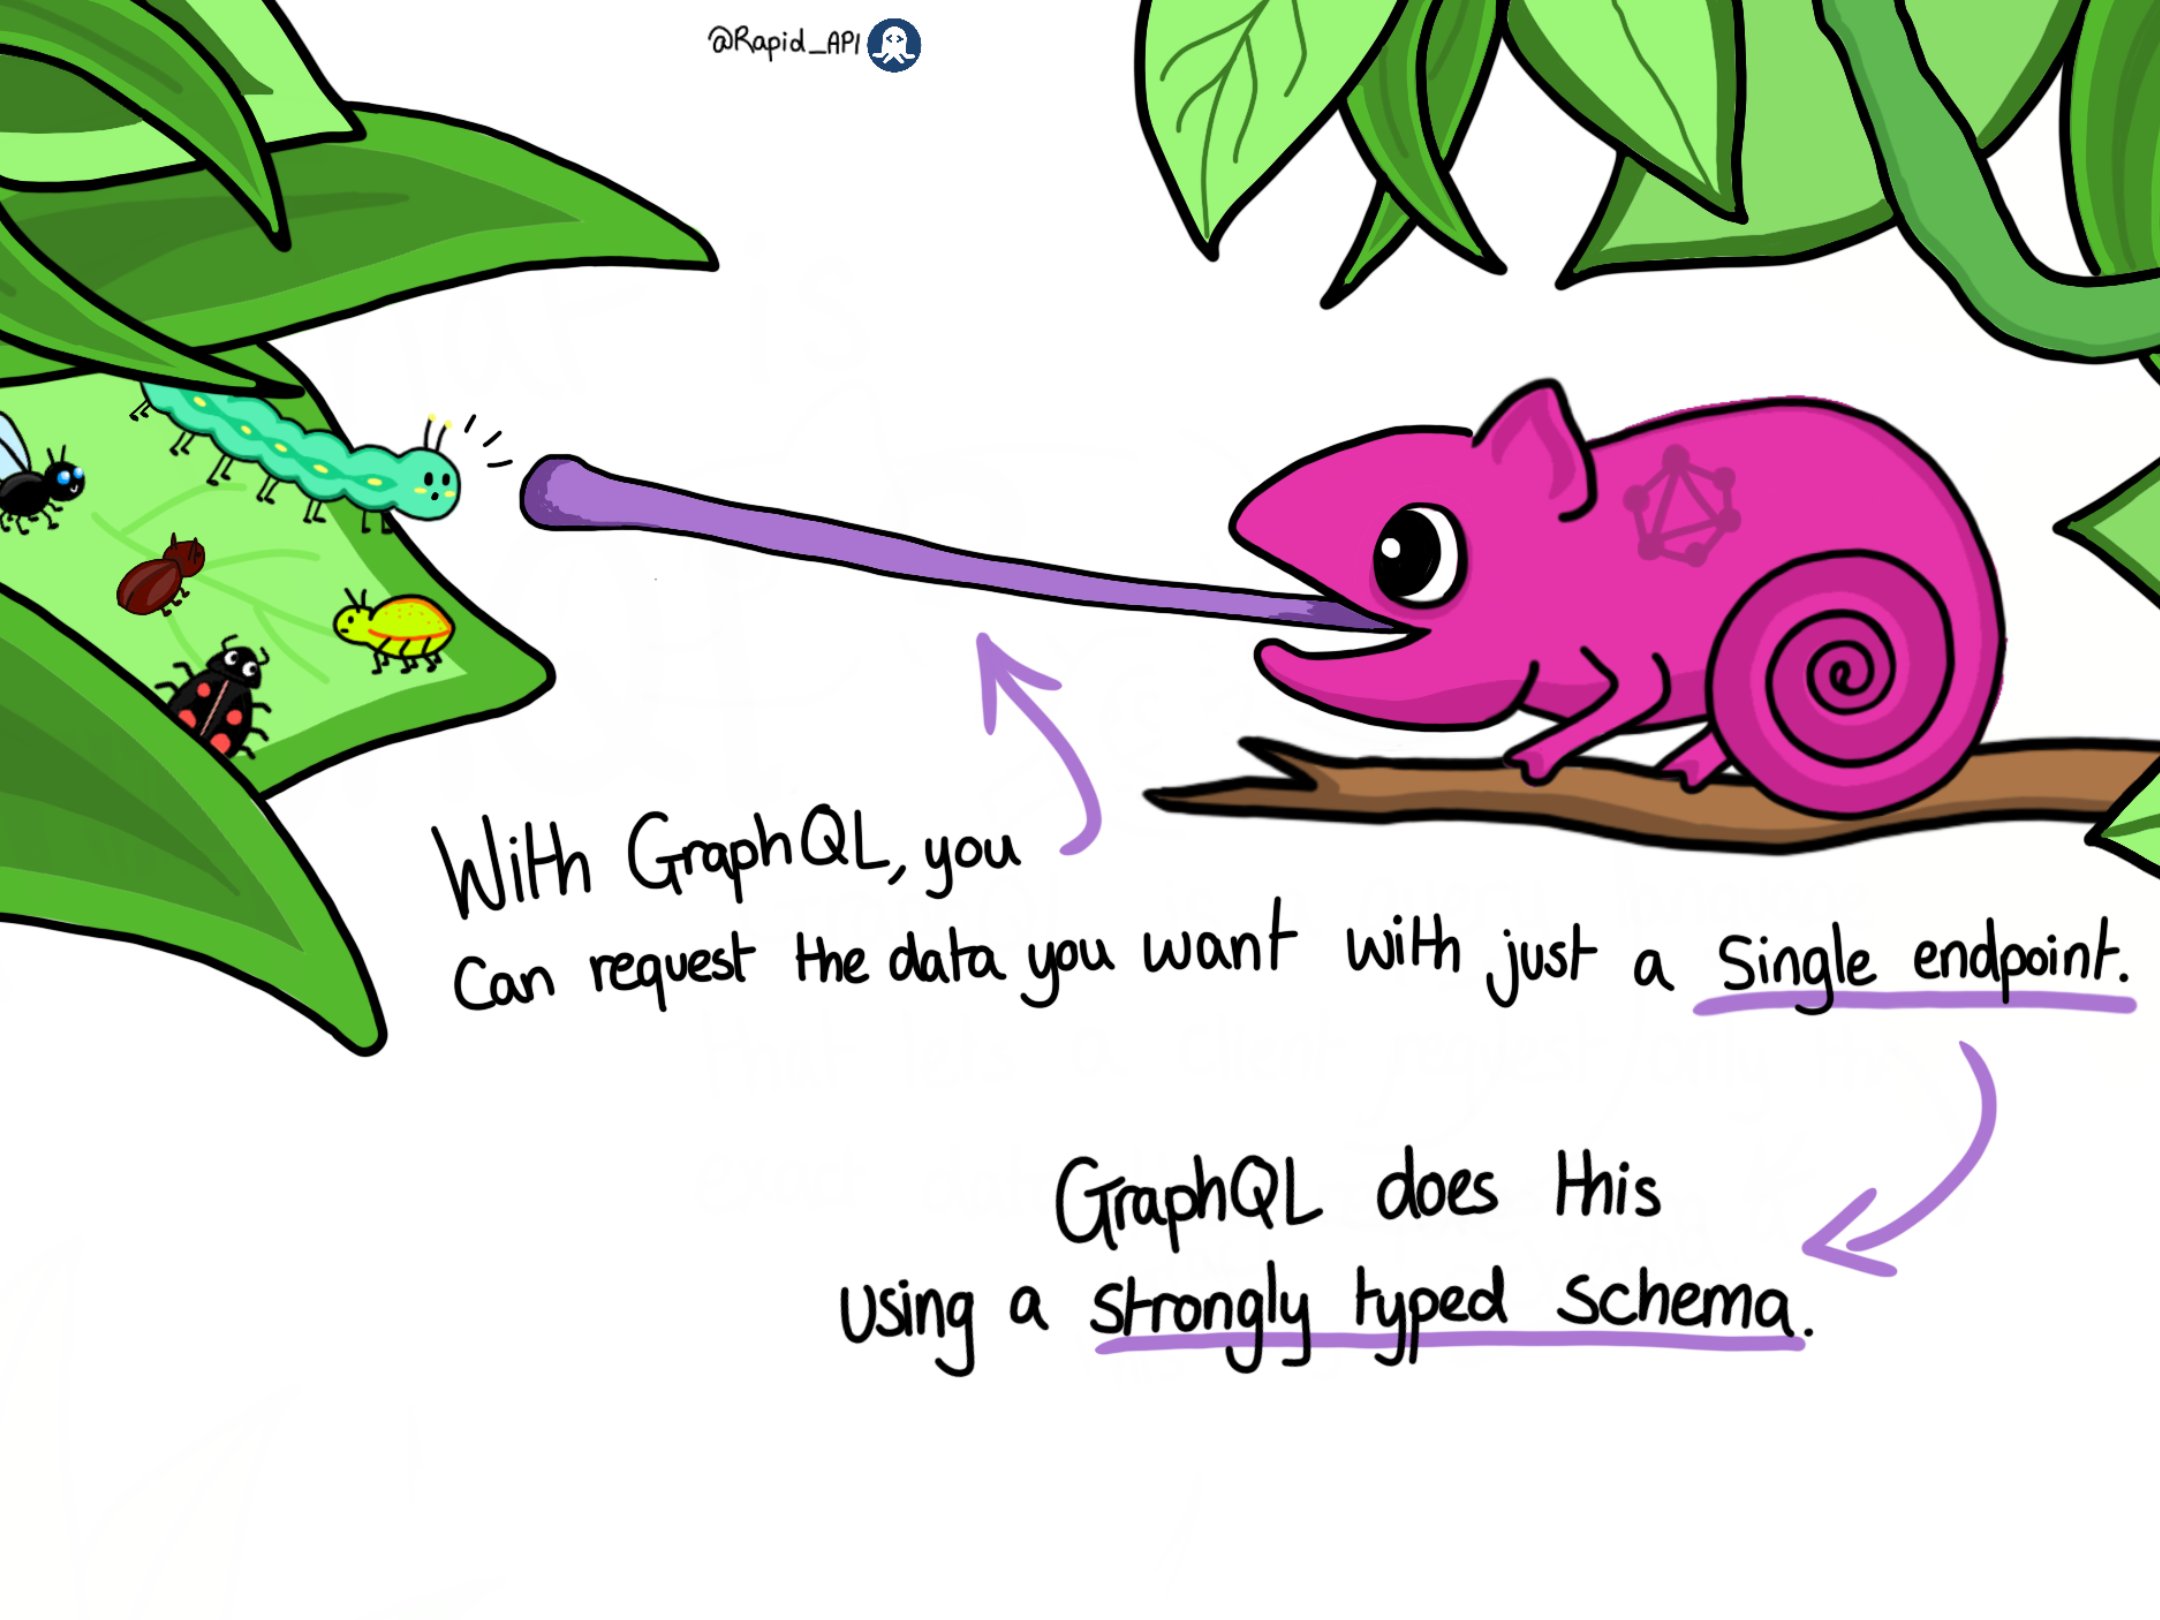 @Rapid_API
With GraphQL, you
can request the data you want with just a single endpoint.
GraphQL does this
using a strongly typed schema.